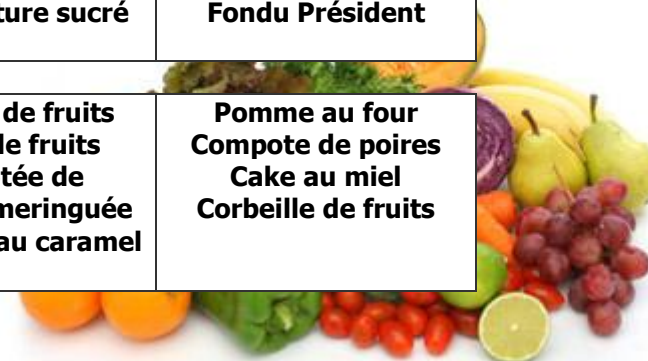 ture sucré
Fondu Président
de fruits
de fruits
tée de
meringuée
au caramel
Pomme au four
Compote de poires
Cake au miel
Corbeille de fruits